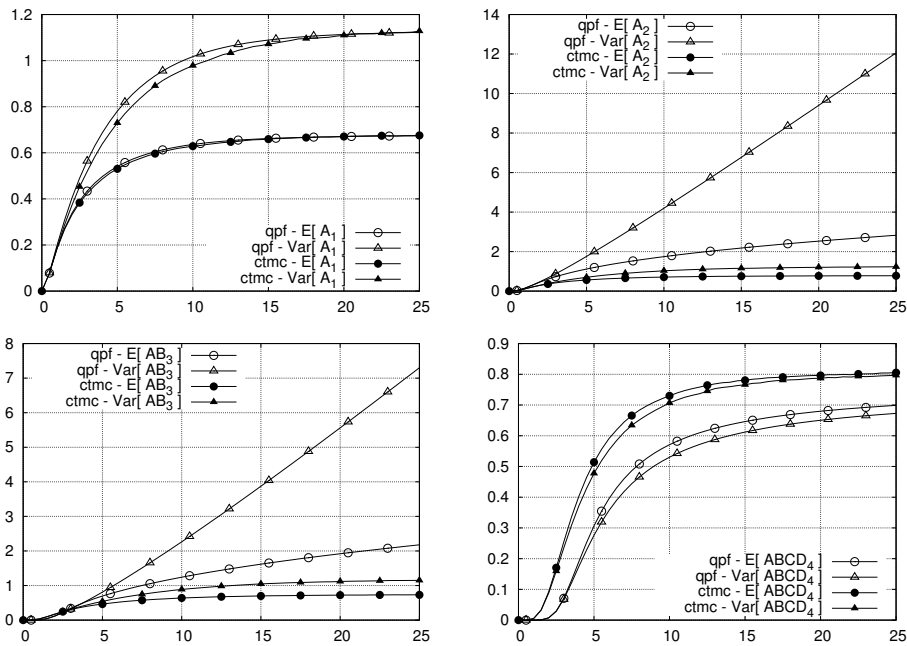 1.2
1
0.8
0.6
0.4
0.2
0
0 5 10 15 20 25
qpf - E[ A1 ]
qpf - Var[ A1 ]
ctmc - E[ A1 ]
ctmc - Var[ A1 ]
14
12
10
8
6
4
2
0
0 5 10 15 20 25
qpf - E[ A2 ]
qpf - Var[ A2 ]
ctmc - E[ A2 ]
ctmc - Var[ A2 ]
8
7
6
5
4
3
2
1
0
0 5 10 15 20 25
qpf - E[ AB3 ]
qpf - Var[ AB3 ]
ctmc - E[ AB3 ]
ctmc - Var[ AB3 ]
0.9
0.8
0.7
0.6
0.5
0.4
0.3
0.2
0.1
0
0 5 10 15 20 25
qpf - E[ ABCD4 ]
qpf - Var[ ABCD4 ]
ctmc - E[ ABCD4 ]
ctmc - Var[ ABCD4 ]